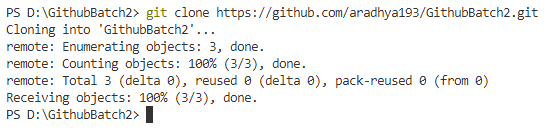 PS D:\GithubBatch2> git clone https://github.com/aradhya193/GithubBatch2.git
Cloning into 'GithubBatch2'...
remote: Enumerating objects: 3, done.
remote: Counting objects: 100% (3/3), done.
remote: Total 3 (delta 0), reused 0 (delta 0), pack-reused 0 (from 0)
Receiving objects: 100% (3/3), done.
PS D:\GithubBatch2>